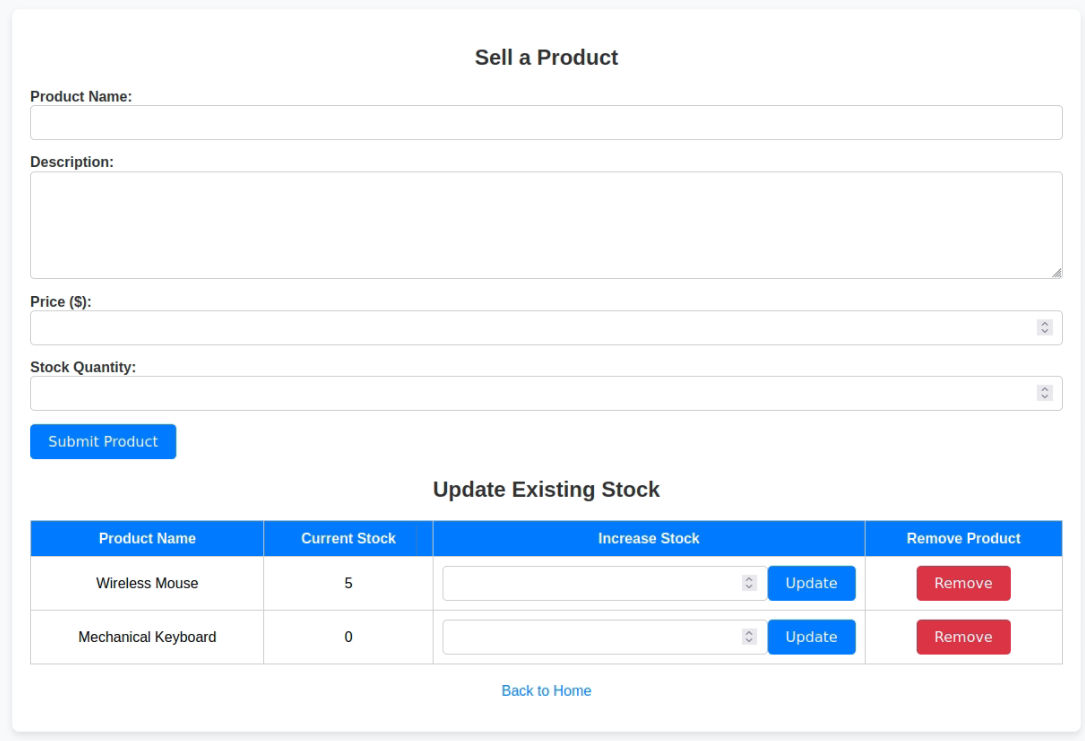 Sell a Product
Product Name:
Description:
Price ($):
Stock Quantity:
Submit Product
Update Existing Stock
Product Name Current Stock Increase Stock Remove Product
Wireless Mouse 5 Update Remove
Mechanical Keyboard 0 Update Remove
Back to Home